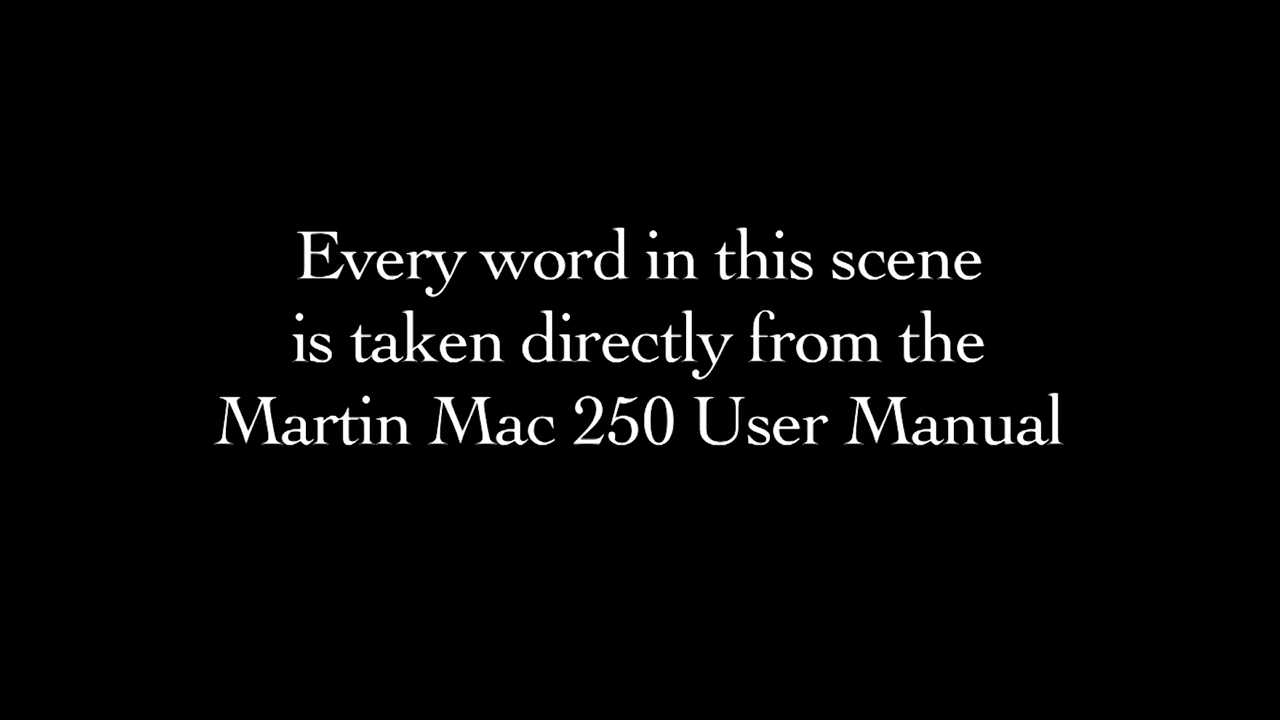 Every word in this scene
is taken directly from the
Martin Mac 250 User Manual